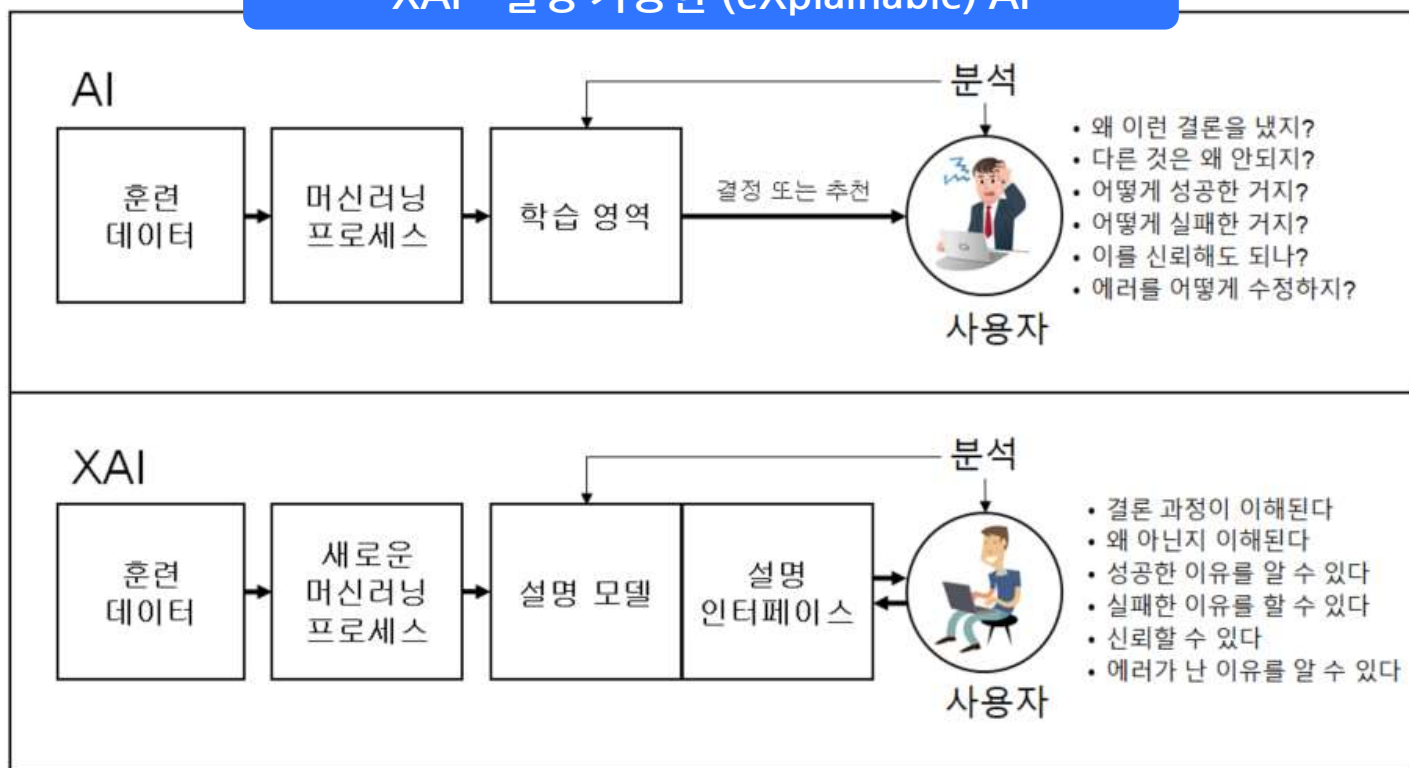 XAI 설명 가능한 (eXplainable) AI
AI
분석
훈련
데이터
머신러닝
프로세스
학습 영역
결정 또는 추천
사용자
• 왜 이런 결론을 냈지?
• 다른 것은 왜 안되지?
• 어떻게 성공한 거지?
• 어떻게 실패한 거지?
• 이를 신뢰해도 되나?
• 에러를 어떻게 수정하지?
XAI
분석
훈련
데이터
새로운
머신러닝
프로세스
설명 모델
설명
인터페이스
사용자
• 결론 과정이 이해된다
• 왜 아닌지 이해된다
• 성공한 이유를 알 수 있다
• 실패한 이유를 할 수 있다
• 신뢰할 수 있다
• 에러가 난 이유를 알 수 있다